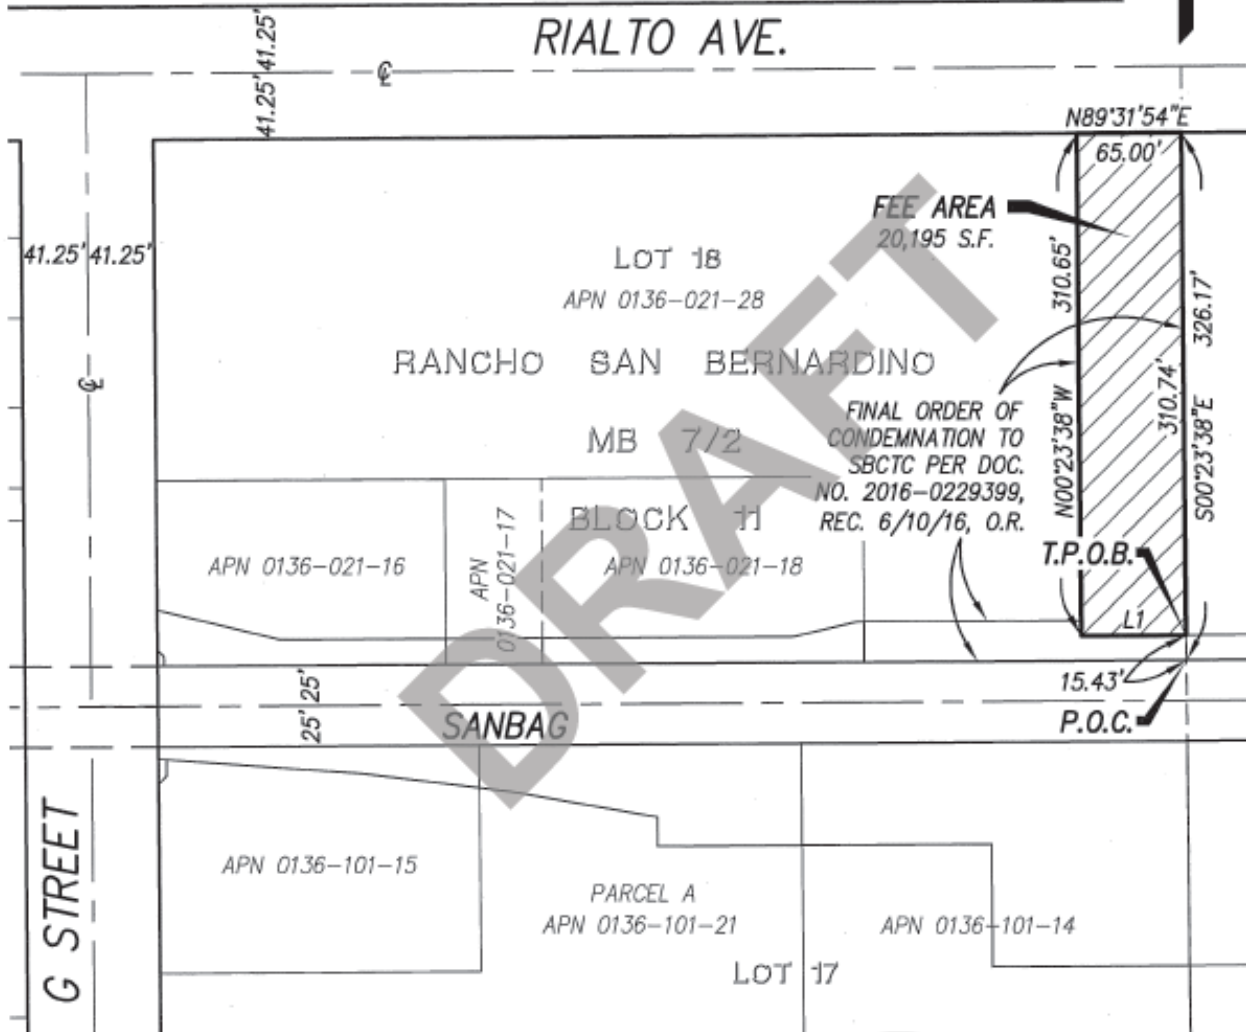 RIALTO AVE.
41.25' 41.25'
℄
N89°31'54"E
65.00'
FEE AREA
20,195 S.F.
41.25' 41.25'
LOT 18
APN 0136-021-28
310.65'
326.17'
℄
RANCHO SAN BERNARDINO
310.74'
MB 7/2
FINAL ORDER OF
CONDEMNATION TO
SBCTC PER DOC.
NO. 2016-0229399,
REC. 6/10/16, O.R.
N00°23'38"W
S00°23'38"E
BLOCK 11
APN 0136-021-16
APN
0136-021-17
APN 0136-021-18
T.P.O.B.
L1
15.43'
25' 25'
SANBAG
P.O.C.
G STREET
APN 0136-101-15
PARCEL A
APN 0136-101-21
APN 0136-101-14
LOT 17
DRAFT